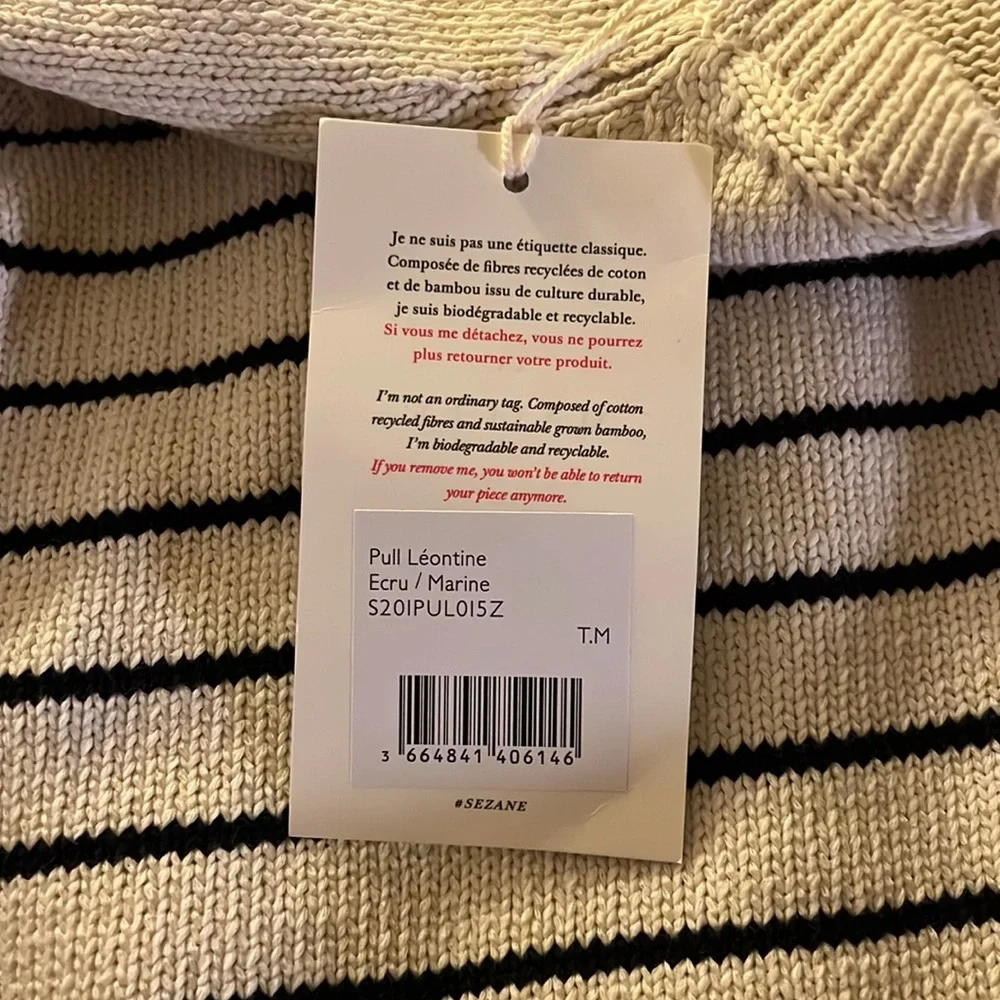 Je ne suis pas une étiquette classique.
Composée de fibres recyclées de coton
et de bambou issu de culture durable,
je suis biodégradable et recyclable.
Si vous me détachez, vous ne pourrez
plus retourner votre produit.
I'm not an ordinary tag. Composed of cotton
recycled fibres and sustainable grown bamboo,
I'm biodegradable and recyclable.
If you remove me, you won't be able to return
your piece anymore.
Pull Léontine
Ecru / Marine
S201PUL015Z
T.M
3 664841 406146
#SEZANE